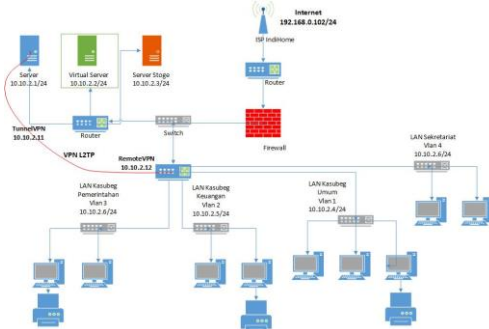 Internet
192.168.0.102/24
ISP IndiHome
Router
Firewall
Server
10.10.2.1/24
Virtual Server
10.10.2.2/24
Server Stoge
10.10.2.3/24
TunnelVPN
10.10.2.11
Router
Switch
VPN L2TP
RemoteVPN
10.10.2.12
LAN Sekretariat
Vlan 4
10.10.2.6/24
LAN Kasubeg
Pemerintahan
Vlan 3
10.10.2.6/24
LAN Kasubeg
Keuangan
Vlan 2
10.10.2.5/24
LAN Kasubeg
Umum
Vlan 1
10.10.2.4/24